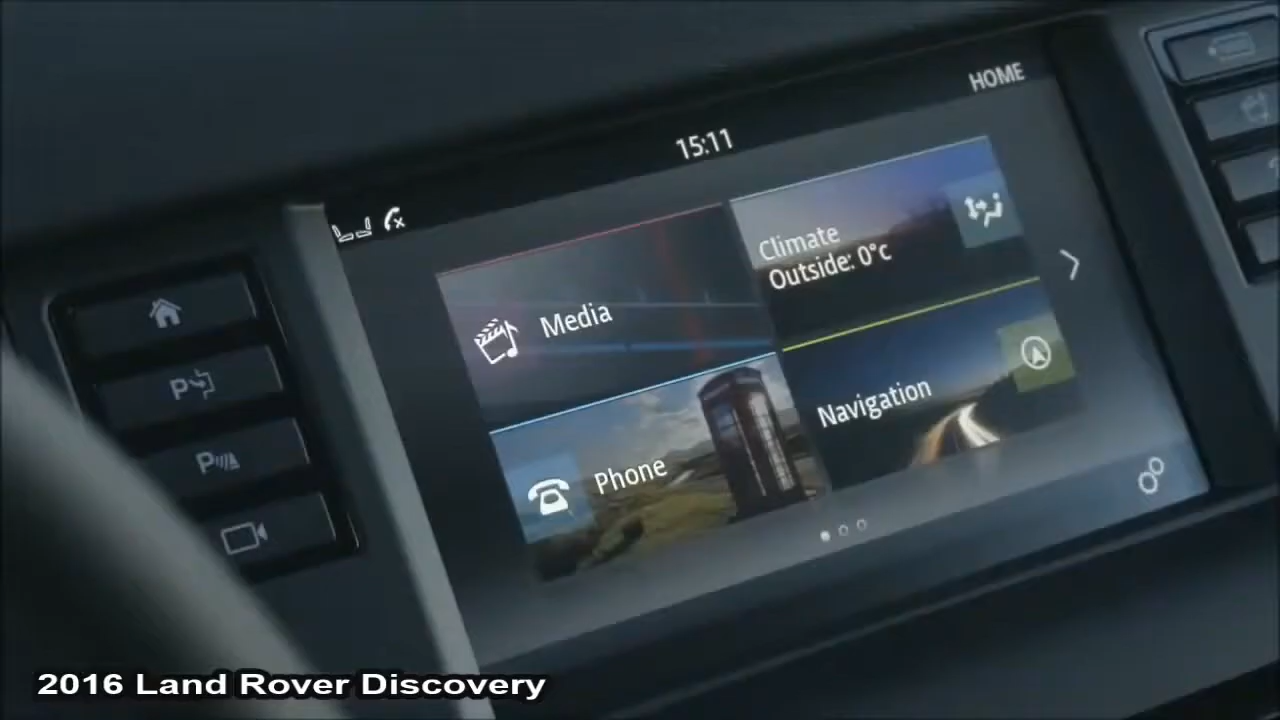 HOME
15:11
Media
Climate
Outside: 0°c
Phone
Navigation
P
P
2016 Land Rover Discovery